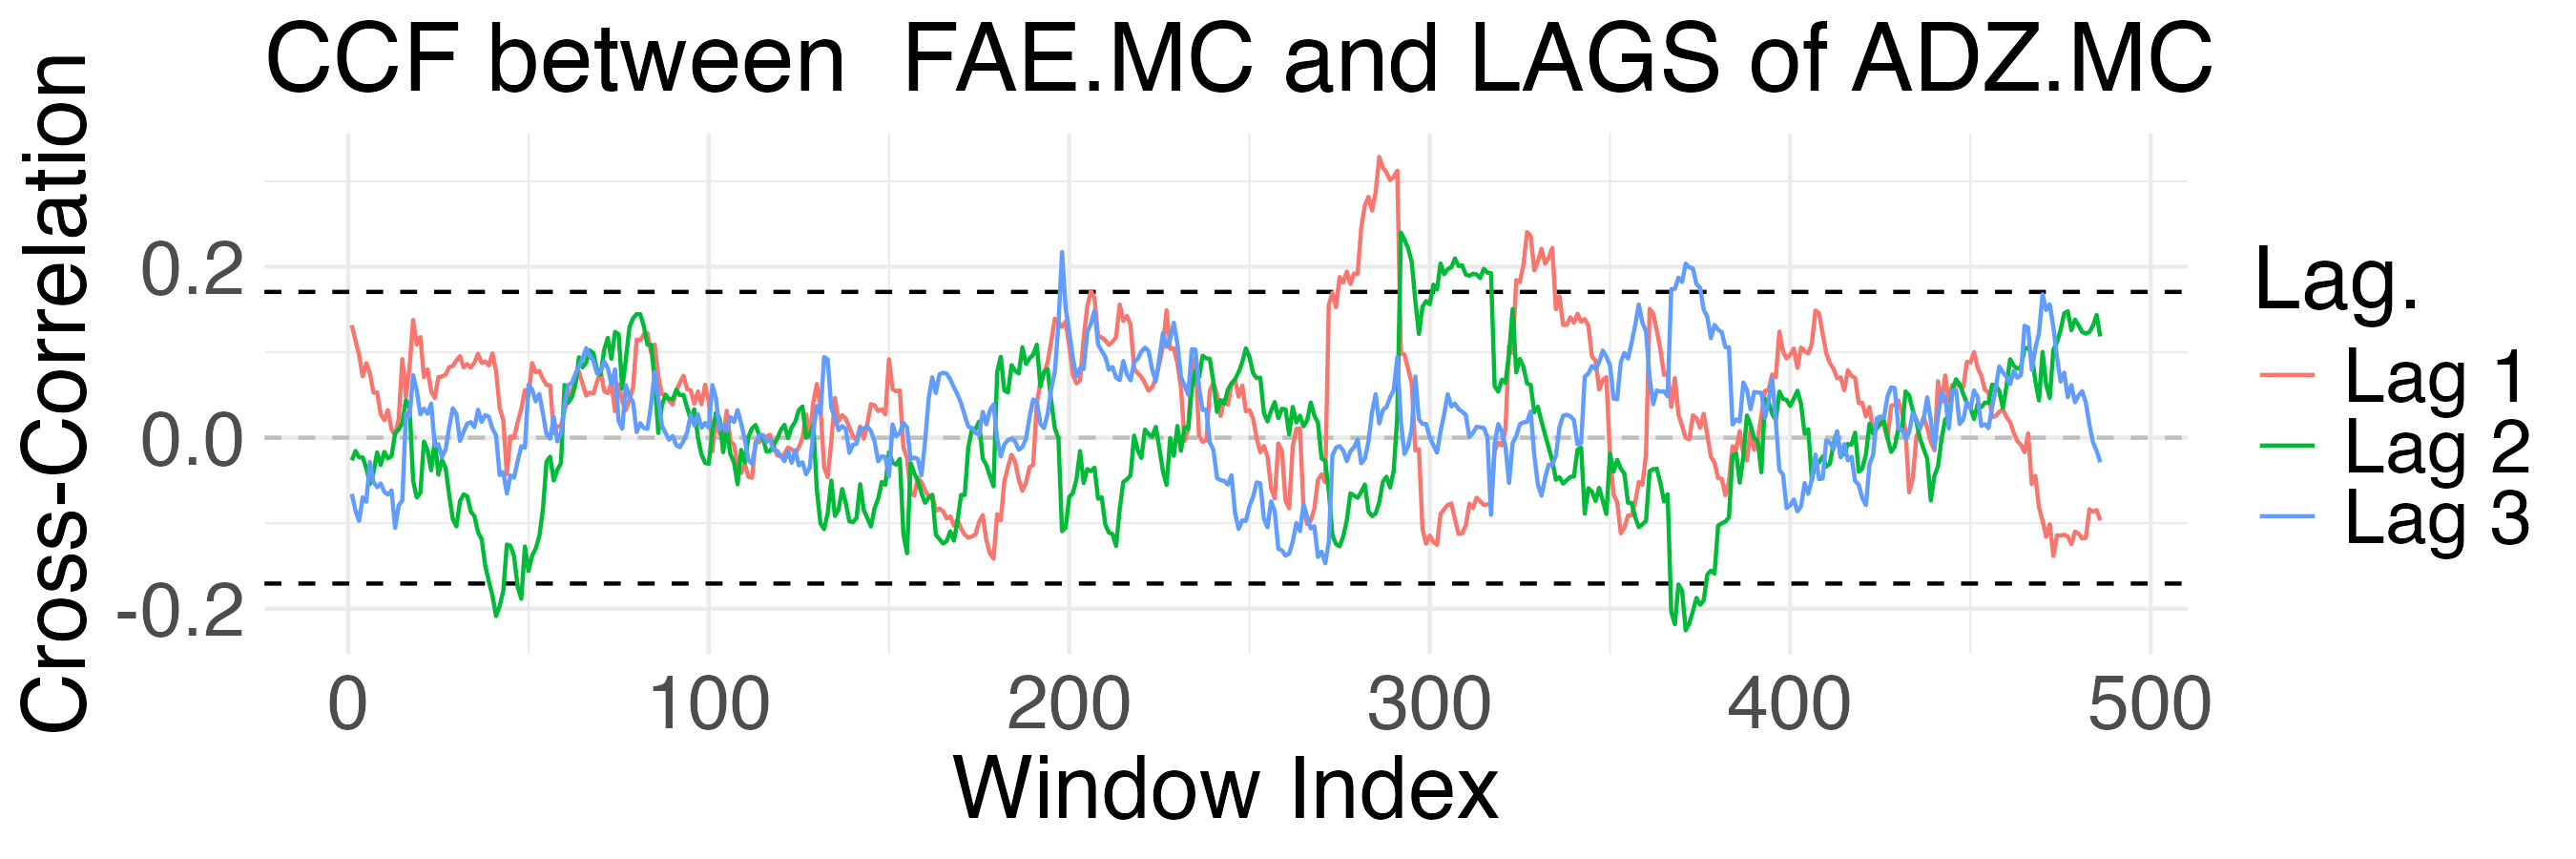 CCF between  FAE.MC and LAGS of ADZ.MC
Cross-Correlation
0.2
0.0
-0.2
0
100
200
300
400
500
Window Index
Lag.
Lag 1
Lag 2
Lag 3